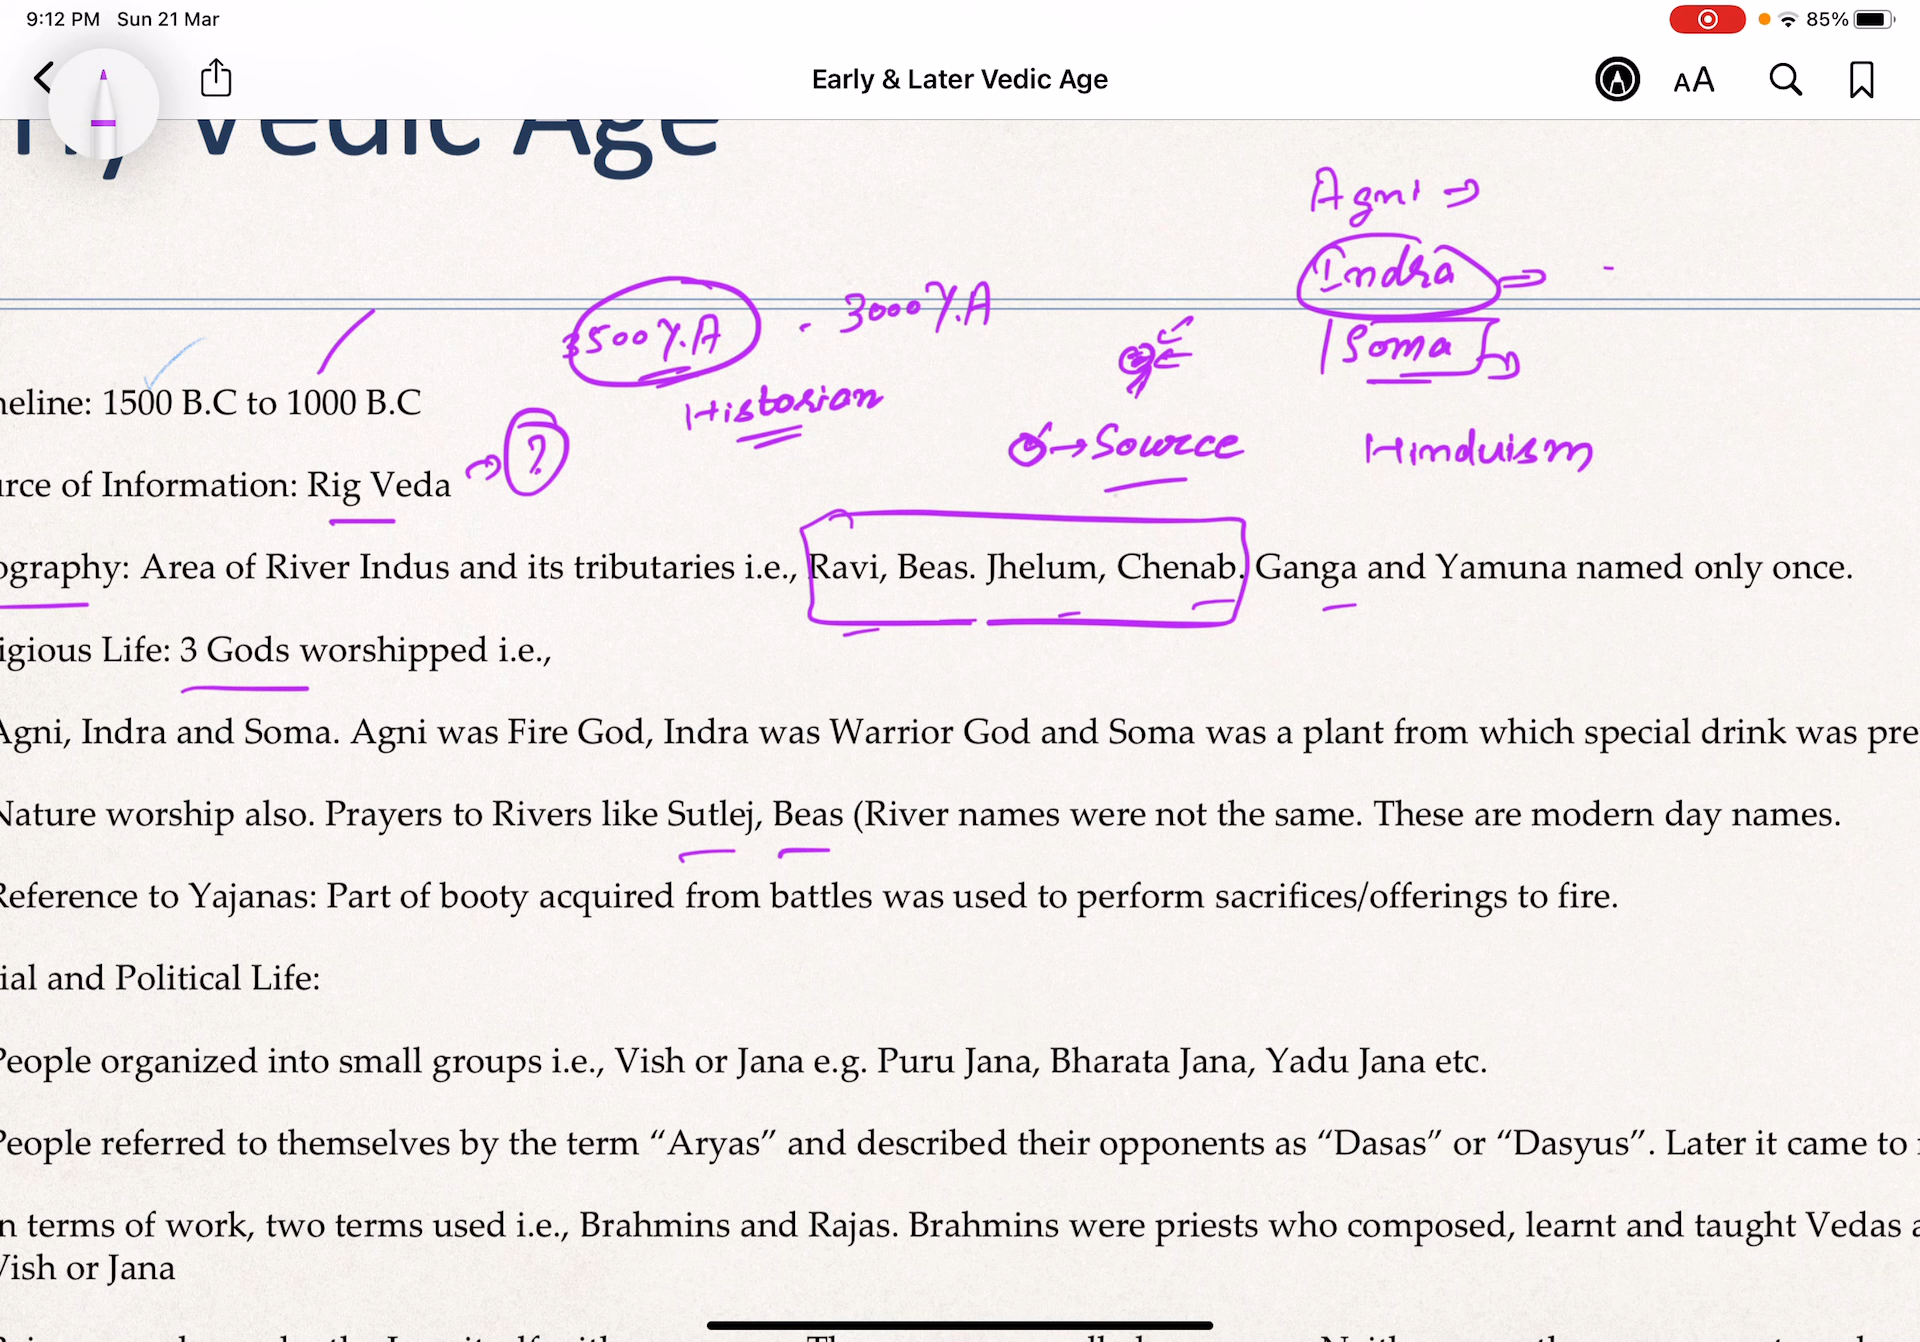 9:12 PM Sun 21 Mar
85%
Early & Later Vedic Age
AA
Vedic Age
Agni
Indra
3500 Y.A - 3000 Y.A
Soma
Historian
?
Source
Hinduism
eline: 1500 B.C to 1000 B.C
rce of Information: Rig Veda
ography: Area of River Indus and its tributaries i.e., Ravi, Beas. Jhelum, Chenab. Ganga and Yamuna named only once.
igious Life: 3 Gods worshipped i.e.,
Agni, Indra and Soma. Agni was Fire God, Indra was Warrior God and Soma was a plant from which special drink was pre
Nature worship also. Prayers to Rivers like Sutlej, Beas (River names were not the same. These are modern day names.
Reference to Yajanas: Part of booty acquired from battles was used to perform sacrifices/offerings to fire.
ial and Political Life:
People organized into small groups i.e., Vish or Jana e.g. Puru Jana, Bharata Jana, Yadu Jana etc.
People referred to themselves by the term “Aryas” and described their opponents as “Dasas” or “Dasyus”. Later it came to
n terms of work, two terms used i.e., Brahmins and Rajas. Brahmins were priests who composed, learnt and taught Vedas a
Vish or Jana